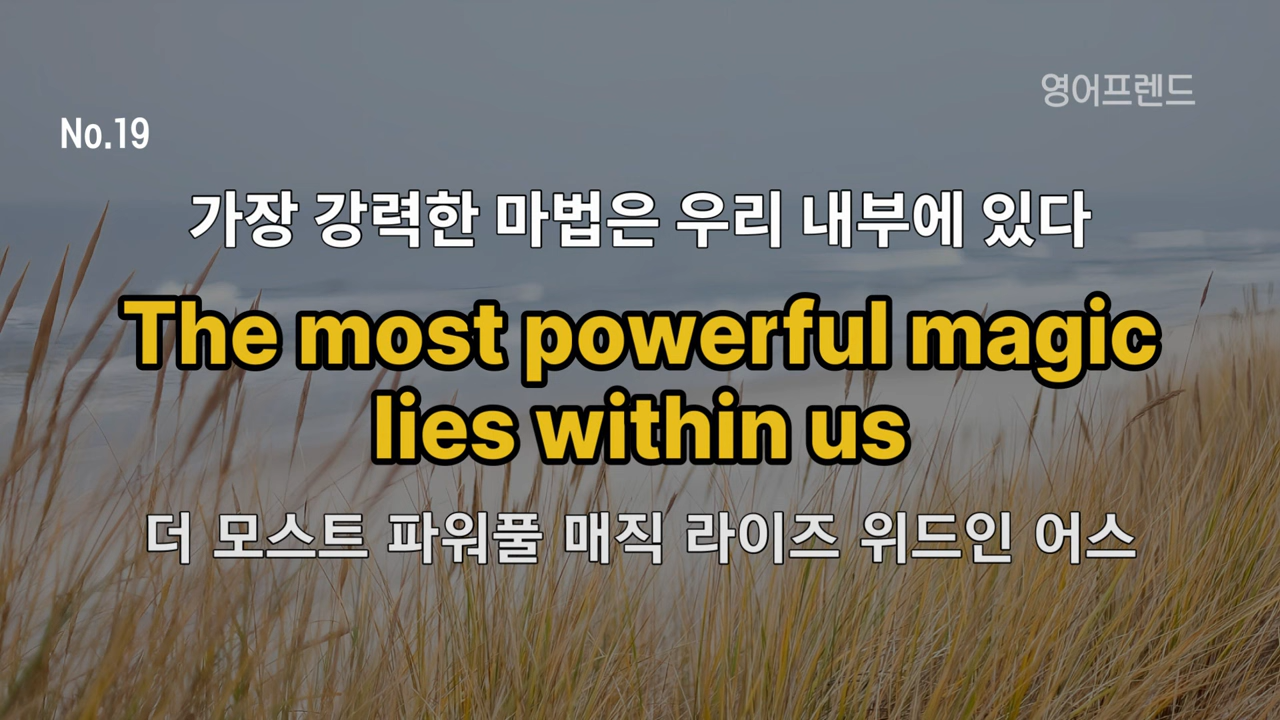 영어프렌드
No.19
가장 강력한 마법은 우리 내부에 있다
The most powerful magic
lies within us
더 모스트 파워풀 매직 라이즈 위드인 어스